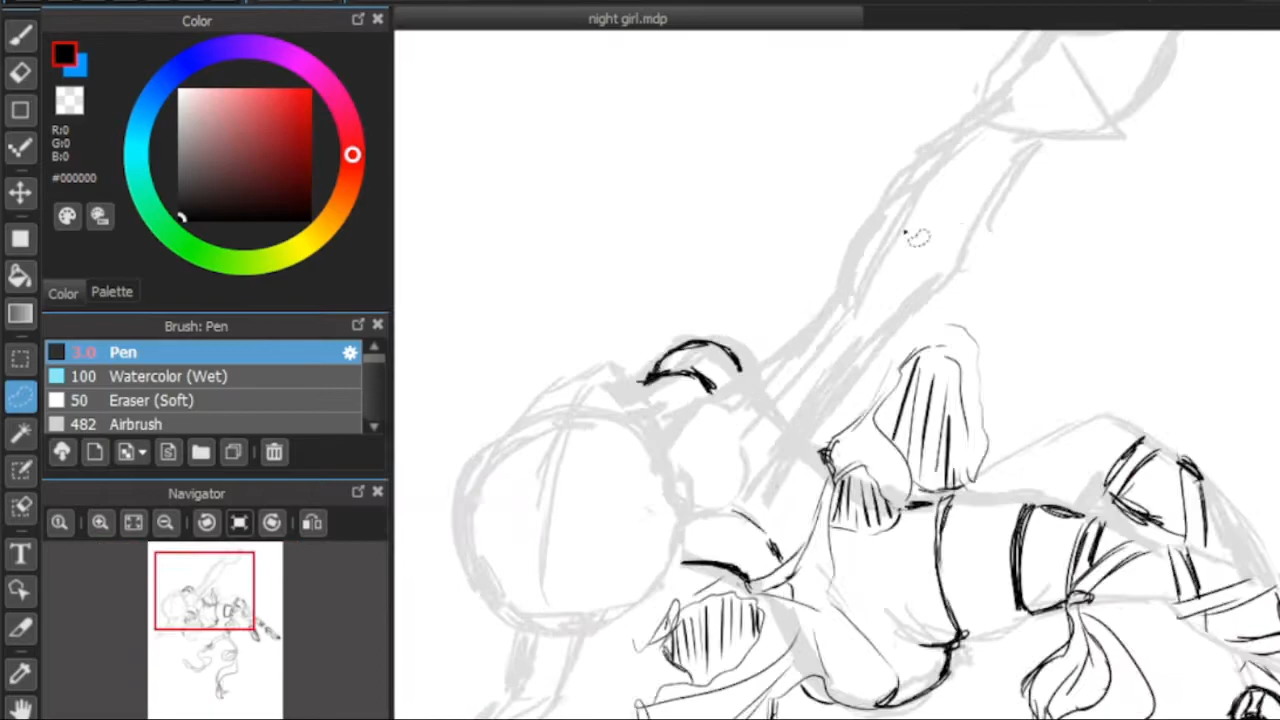 night girl.mdp
Color
R:0
G:0
B:0
#000000
Color Palette
Brush: Pen
3.0 Pen
100 Watercolor (Wet)
50 Eraser (Soft)
482 Airbrush
Navigator